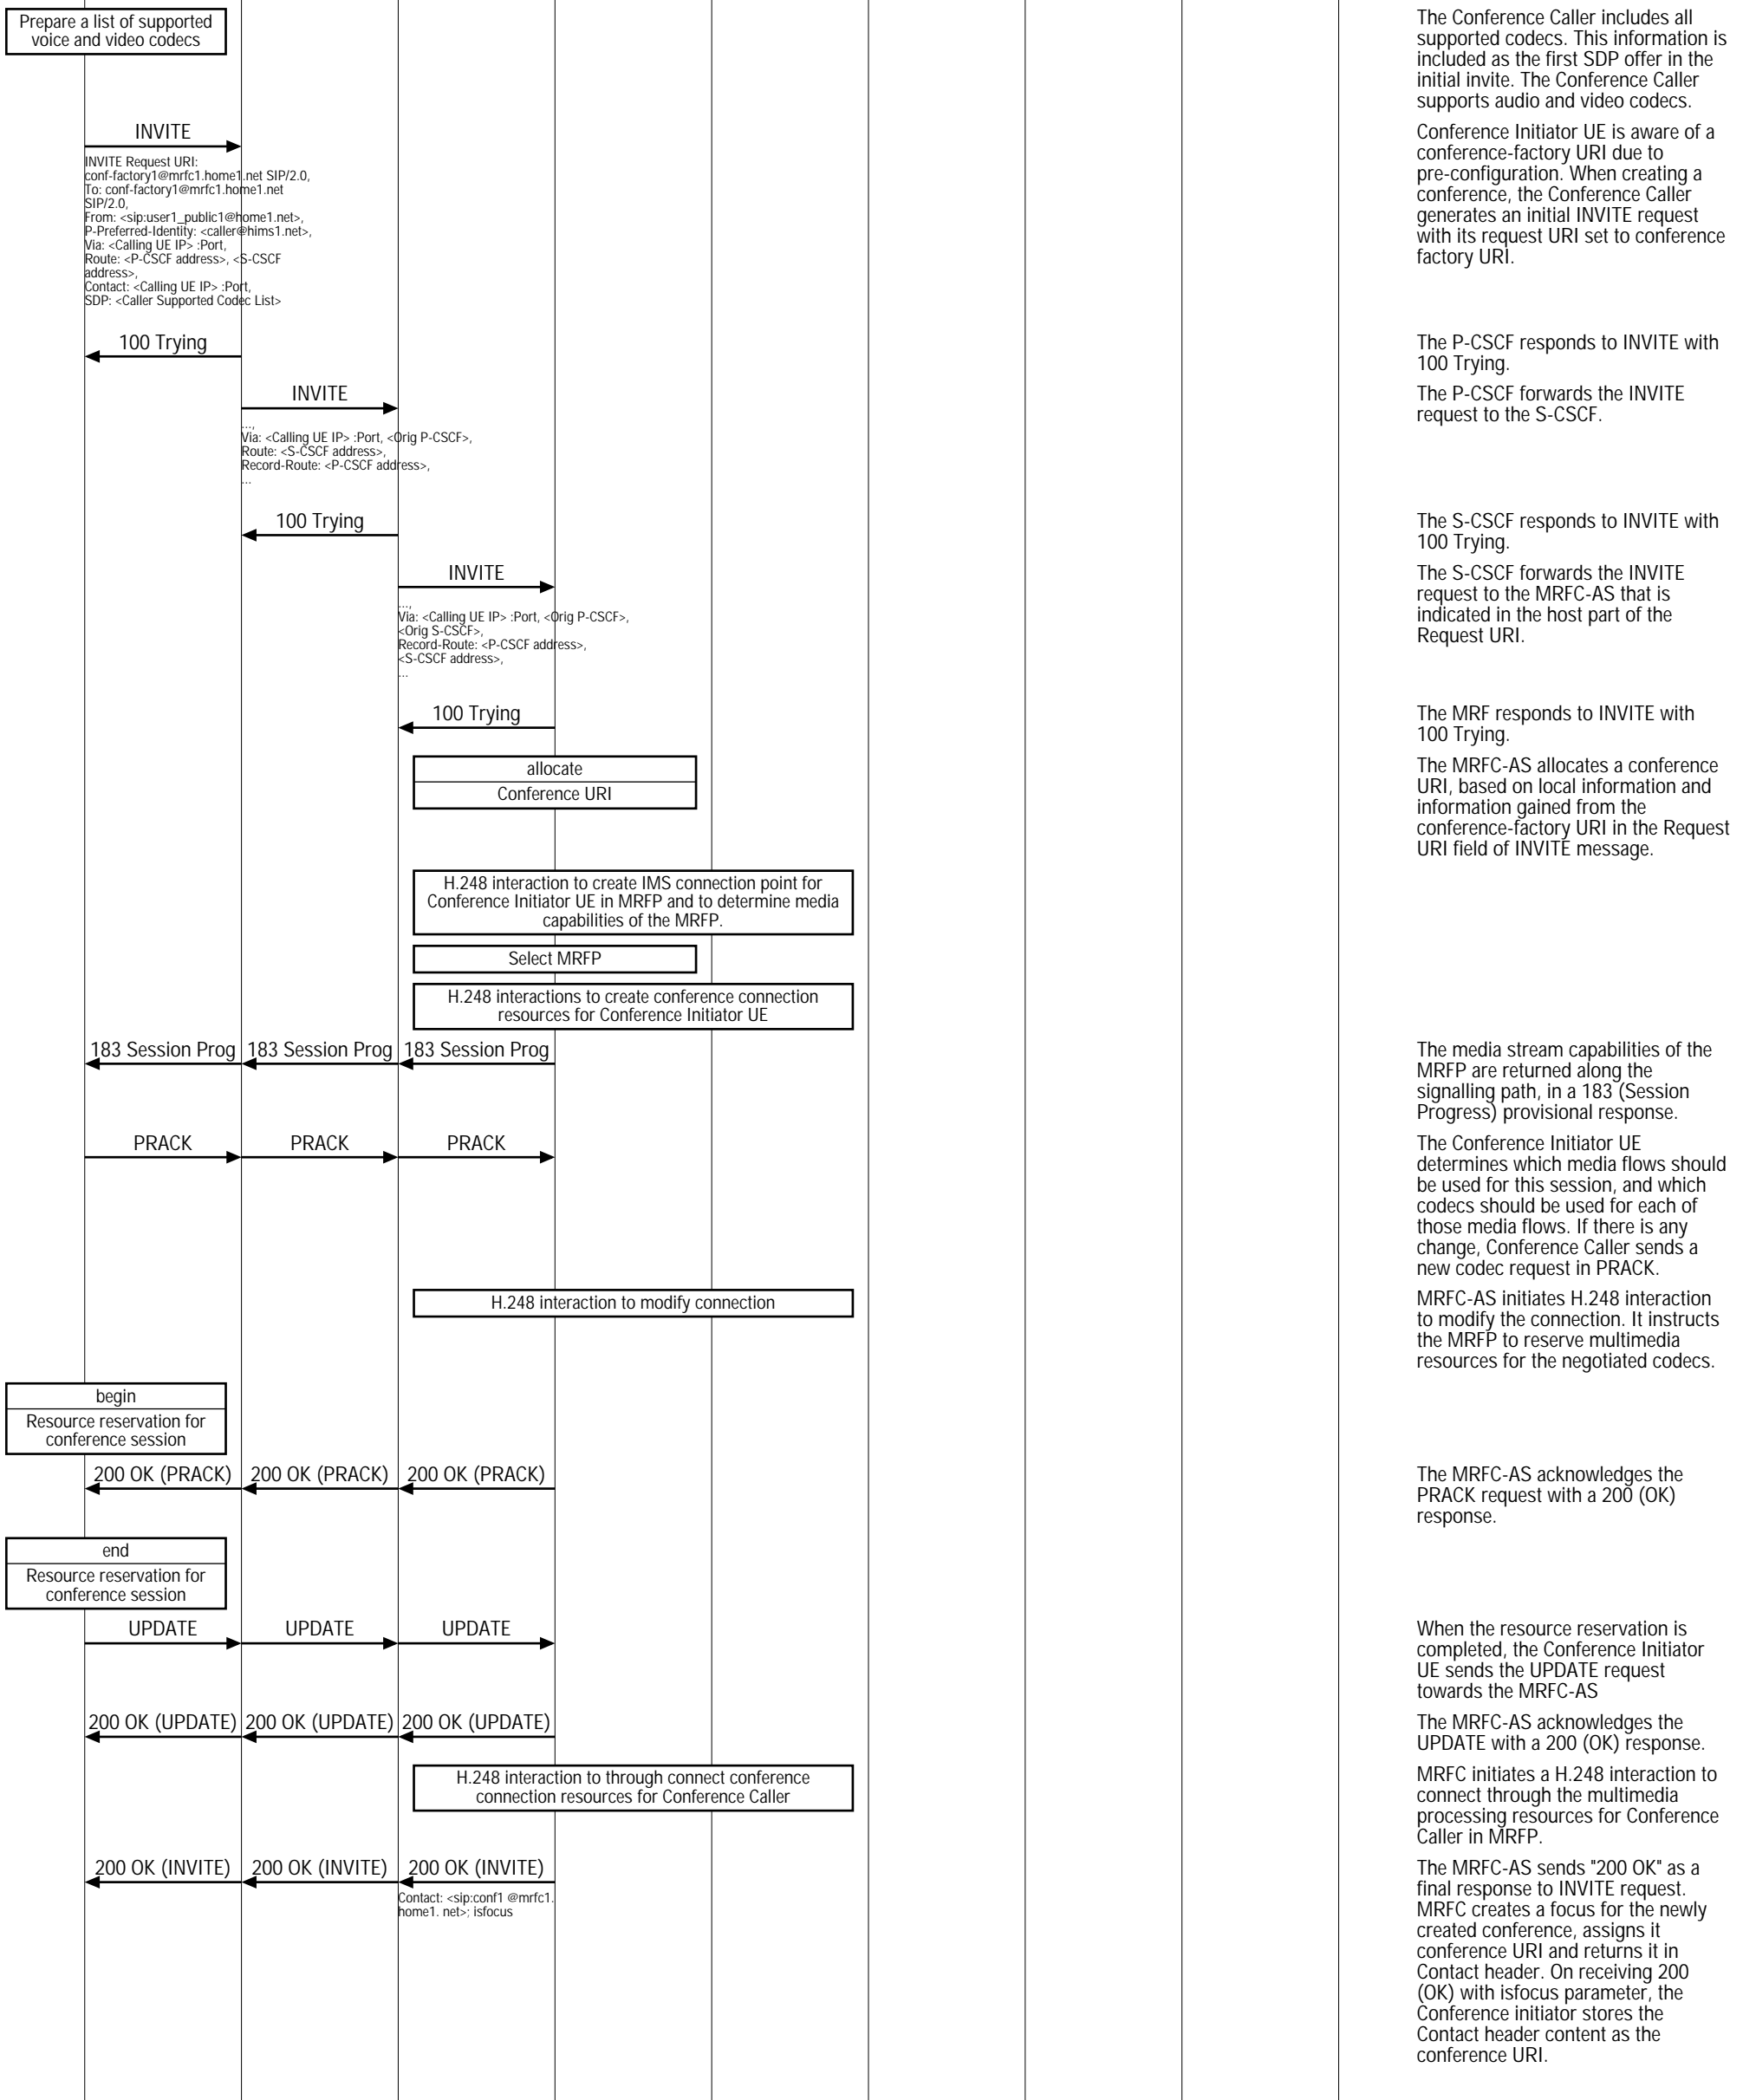 Prepare a list of supported
voice and video codecs
The Conference Caller includes all
supported codecs. This information is
included as the first SDP offer in the
initial invite. The Conference Caller
supports audio and video codecs.
INVITE
INVITE Request URI:
conf-factory1@mrfc1.home1.net SIP/2.0,
To: conf-factory1@mrfc1.home1.net
SIP/2.0,
From: <sip:user1_public1@home1.net>,
P-Preferred-Identity: <caller@hims1.net>,
Via: <Calling UE IP> :Port,
Route: <P-CSCF address>, <S-CSCF
address>,
Contact: <Calling UE IP> :Port,
SDP: <Caller Supported Codec List>
Conference Initiator UE is aware of a
conference-factory URI due to
pre-configuration. When creating a
conference, the Conference Caller
generates an initial INVITE request
with its request URI set to conference
factory URI.
100 Trying
The P-CSCF responds to INVITE with
100 Trying.
INVITE
...,
Via: <Calling UE IP> :Port, <Orig P-CSCF>,
Route: <S-CSCF address>,
Record-Route: <P-CSCF address>,
...
The P-CSCF forwards the INVITE
request to the S-CSCF.
100 Trying
The S-CSCF responds to INVITE with
100 Trying.
INVITE
...,
Via: <Calling UE IP> :Port, <Orig P-CSCF>,
<Orig S-CSCF>,
Record-Route: <P-CSCF address>,
<S-CSCF address>,
...
The S-CSCF forwards the INVITE
request to the MRFC-AS that is
indicated in the host part of the
Request URI.
100 Trying
The MRF responds to INVITE with
100 Trying.
allocate
Conference URI
The MRFC-AS allocates a conference
URI, based on local information and
information gained from the
conference-factory URI in the Request
URI field of INVITE message.
H.248 interaction to create IMS connection point for
Conference Initiator UE in MRFP and to determine media
capabilities of the MRFP.
Select MRFP
H.248 interactions to create conference connection
resources for Conference Initiator UE
183 Session Prog 183 Session Prog 183 Session Prog
The media stream capabilities of the
MRFP are returned along the
signalling path, in a 183 (Session
Progress) provisional response.
PRACK PRACK PRACK
The Conference Initiator UE
determines which media flows should
be used for this session, and which
codecs should be used for each of
those media flows. If there is any
change, Conference Caller sends a
new codec request in PRACK.
H.248 interaction to modify connection
MRFC-AS initiates H.248 interaction
to modify the connection. It instructs
the MRFP to reserve multimedia
resources for the negotiated codecs.
begin
Resource reservation for
conference session
200 OK (PRACK) 200 OK (PRACK) 200 OK (PRACK)
The MRFC-AS acknowledges the
PRACK request with a 200 (OK)
response.
end
Resource reservation for
conference session
UPDATE UPDATE UPDATE
When the resource reservation is
completed, the Conference Initiator
UE sends the UPDATE request
towards the MRFC-AS
200 OK (UPDATE) 200 OK (UPDATE) 200 OK (UPDATE)
The MRFC-AS acknowledges the
UPDATE with a 200 (OK) response.
H.248 interaction to through connect conference
connection resources for Conference Caller
MRFC initiates a H.248 interaction to
connect through the multimedia
processing resources for Conference
Caller in MRFP.
200 OK (INVITE) 200 OK (INVITE) 200 OK (INVITE)
Contact: <sip:conf1 @mrfc1.
home1. net>; isfocus
The MRFC-AS sends "200 OK" as a
final response to INVITE request.
MRFC creates a focus for the newly
created conference, assigns it
conference URI and returns it in
Contact header. On receiving 200
(OK) with isfocus parameter, the
Conference initiator stores the
Contact header content as the
conference URI.